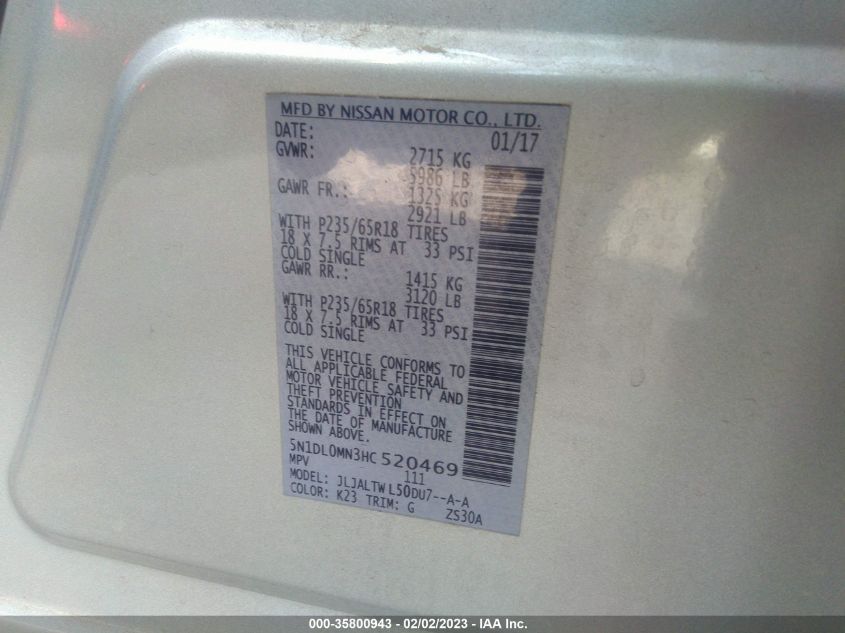 MFD BY NISSAN MOTOR CO., LTD.
DATE: 01/17
GVWR: 2715 KG
5986 LB
GAWR FR.: 1325 KG
2921 LB
WITH P235/65R18 TIRES
18 X 7.5 RIMS AT 33 PSI
COLD SINGLE
GAWR RR.: 1415 KG
3120 LB
WITH P235/65R18 TIRES
18 X 7.5 RIMS AT 33 PSI
COLD SINGLE
THIS VEHICLE CONFORMS TO
ALL APPLICABLE FEDERAL
MOTOR VEHICLE SAFETY AND
THEFT PREVENTION
STANDARDS IN EFFECT ON
THE DATE OF MANUFACTURE
SHOWN ABOVE.
5N1DL0MN3HC 520469
MPV 111
MODEL: JLJALTW L50DU7--A-A
COLOR: K23 TRIM: G ZS30A
000-35800943 - 02/02/2023 - IAA Inc.